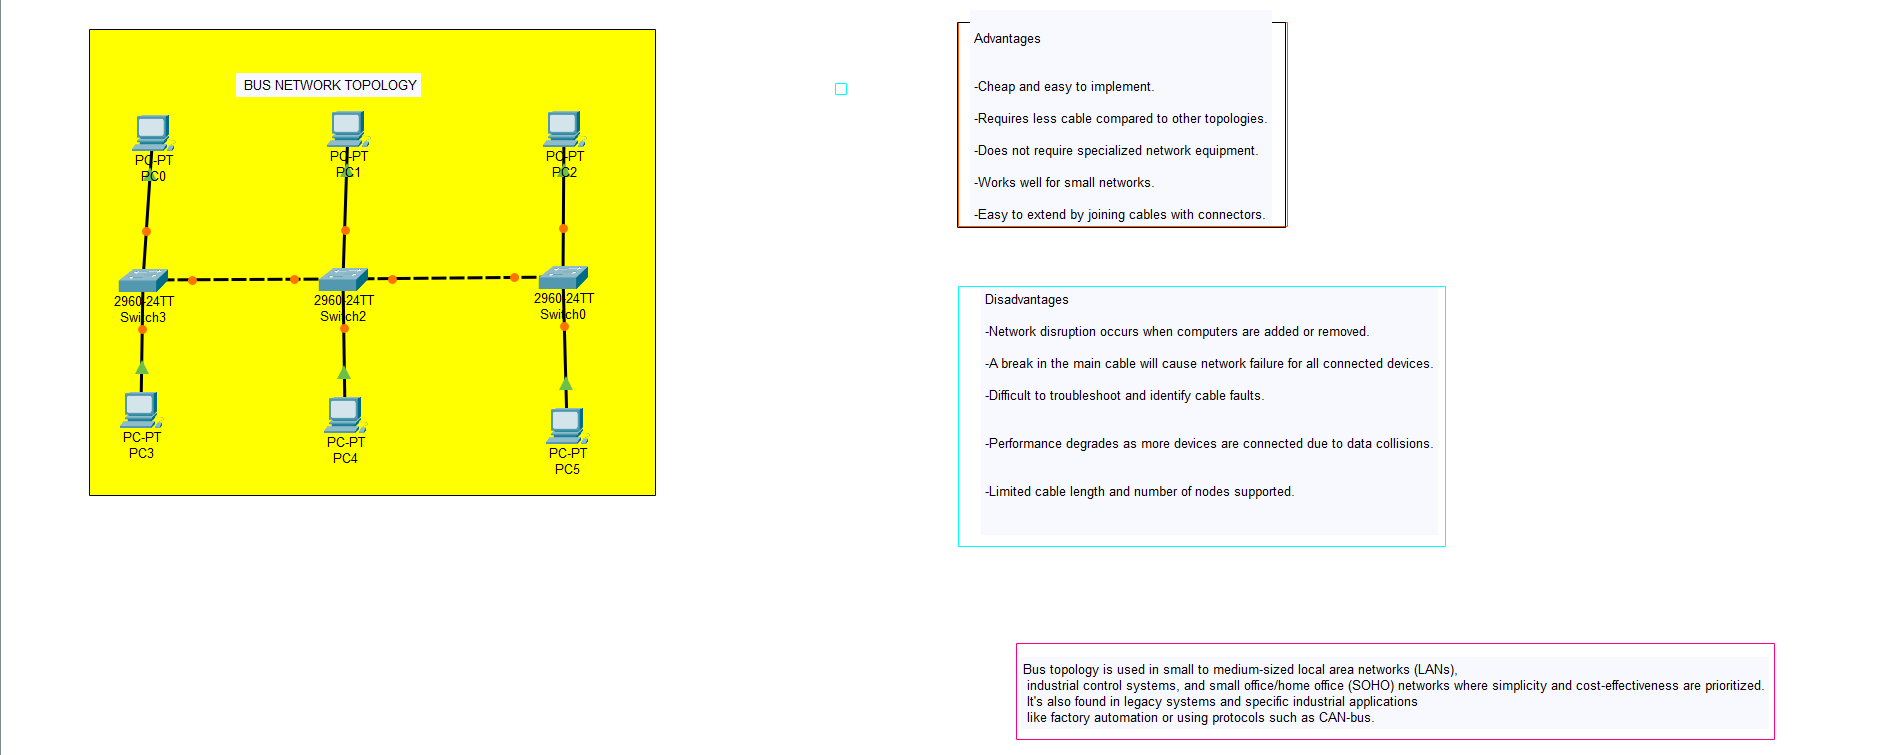 BUS NETWORK TOPOLOGY
PC-PT
PC0
PC-PT
PC1
PC-PT
PC2
2960-24TT
Switch3
2960-24TT
Switch2
2960-24TT
Switch0
PC-PT
PC3
PC-PT
PC4
PC-PT
PC5
Advantages
-Cheap and easy to implement.
-Requires less cable compared to other topologies.
-Does not require specialized network equipment.
-Works well for small networks.
-Easy to extend by joining cables with connectors.
Disadvantages
-Network disruption occurs when computers are added or removed.
-A break in the main cable will cause network failure for all connected devices.
-Difficult to troubleshoot and identify cable faults.
-Performance degrades as more devices are connected due to data collisions.
-Limited cable length and number of nodes supported.
Bus topology is used in small to medium-sized local area networks (LANs),
industrial control systems, and small office/home office (SOHO) networks where simplicity and cost-effectiveness are prioritized.
It's also found in legacy systems and specific industrial applications
like factory automation or using protocols such as CAN-bus.